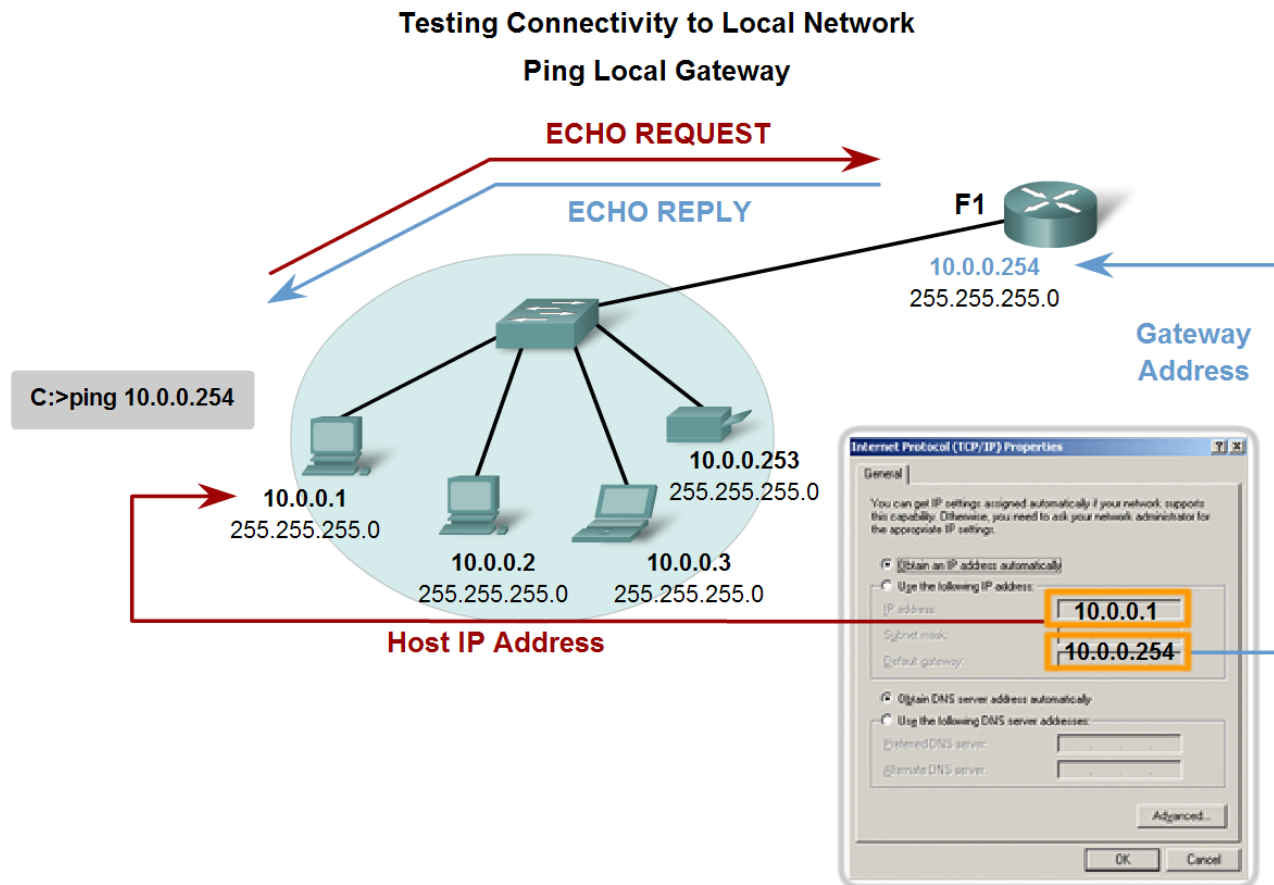 Testing Connectivity to Local Network
Ping Local Gateway
ECHO REQUEST
ECHO REPLY
F1
10.0.0.254
255.255.255.0
Gateway
Address
C:>ping 10.0.0.254
10.0.0.1
255.255.255.0
10.0.0.2
255.255.255.0
10.0.0.3
255.255.255.0
10.0.0.253
255.255.255.0
Host IP Address
Internet Protocol (TCP/IP) Properties
General
You can get IP settings assigned automatically if your network supports
this capability. Otherwise, you need to ask your network administrator for
the appropriate IP settings.
Obtain an IP address automatically
Use the following IP address:
IP address:
10.0.0.1
Subnet mask:
Default gateway:
10.0.0.254
Obtain DNS server address automatically
Use the following DNS server addresses:
Preferred DNS server:
Alternate DNS server:
Advanced...
OK
Cancel